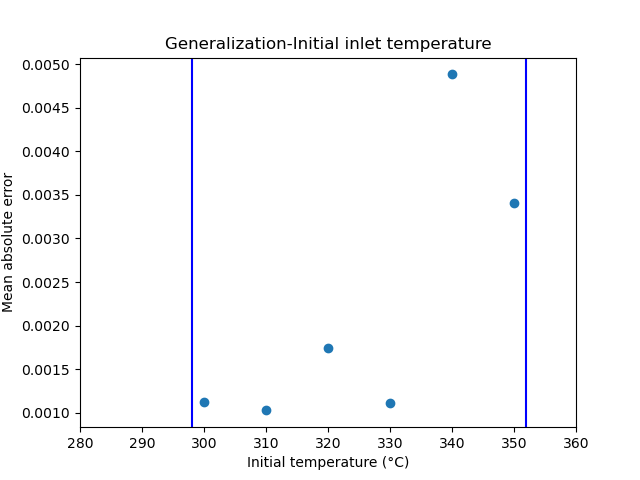 Generalization-Initial inlet temperature
Mean absolute error
0.0050
0.0045
0.0040
0.0035
0.0030
0.0025
0.0020
0.0015
0.0010
280 290 300 310 320 330 340 350 360
Initial temperature (°C)